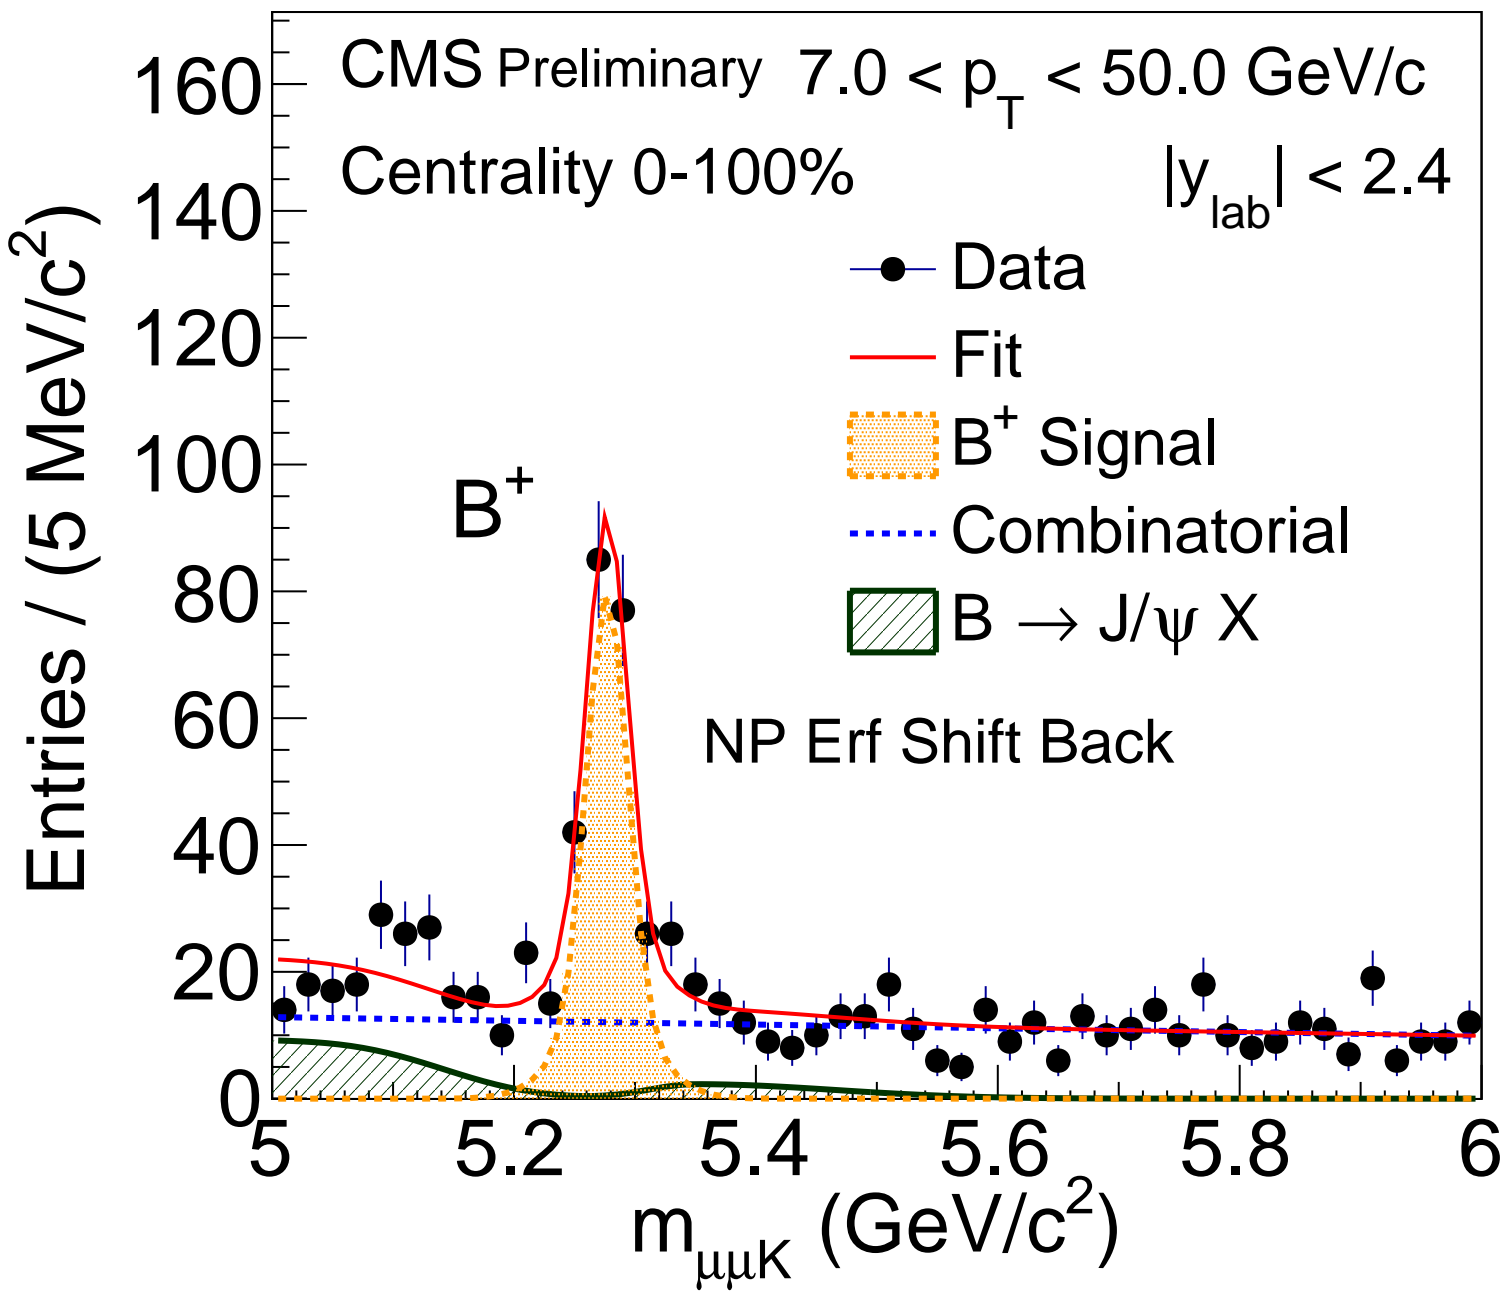 CMS Preliminary 7.0 < p_T < 50.0 GeV/c
Centrality 0-100% |y_lab| < 2.4
Data
Fit
B⁺ Signal
Combinatorial
B → J/ψ X
B⁺
NP Erf Shift Back
Entries / (5 MeV/c²)
160
140
120
100
80
60
40
20
0
5 5.2 5.4 5.6 5.8 6
m_μμK (GeV/c²)